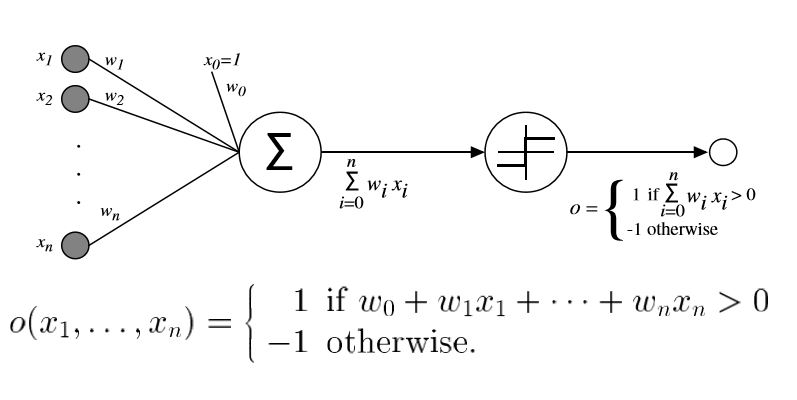 x1 w1 x0=1
w0
x2 w2
.
.
.
wn
xn
Σ
n
Σ wi xi
i=0
o = { 1 if n Σ i=0 wi xi > 0
-1 otherwise
o(x1, . . . , xn) = { 1 if w0 + w1x1 + · · · + wnxn > 0
−1 otherwise.